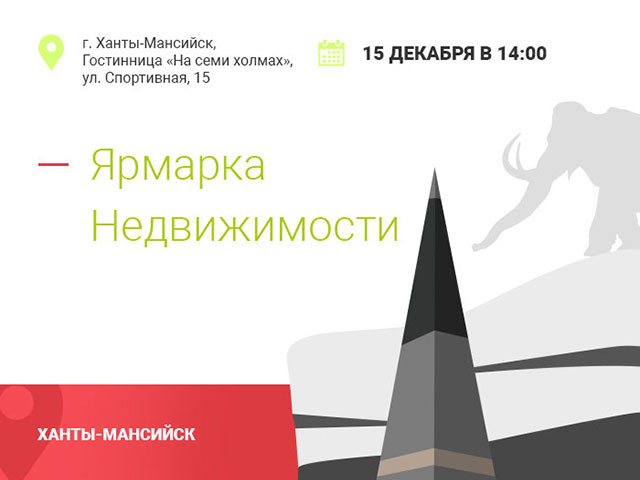 г. Ханты-Мансийск,
Гостинница «На семи холмах»,
ул. Спортивная, 15
15 ДЕКАБРЯ В 14:00
Ярмарка
Недвижимости
ХАНТЫ-МАНСИЙСК